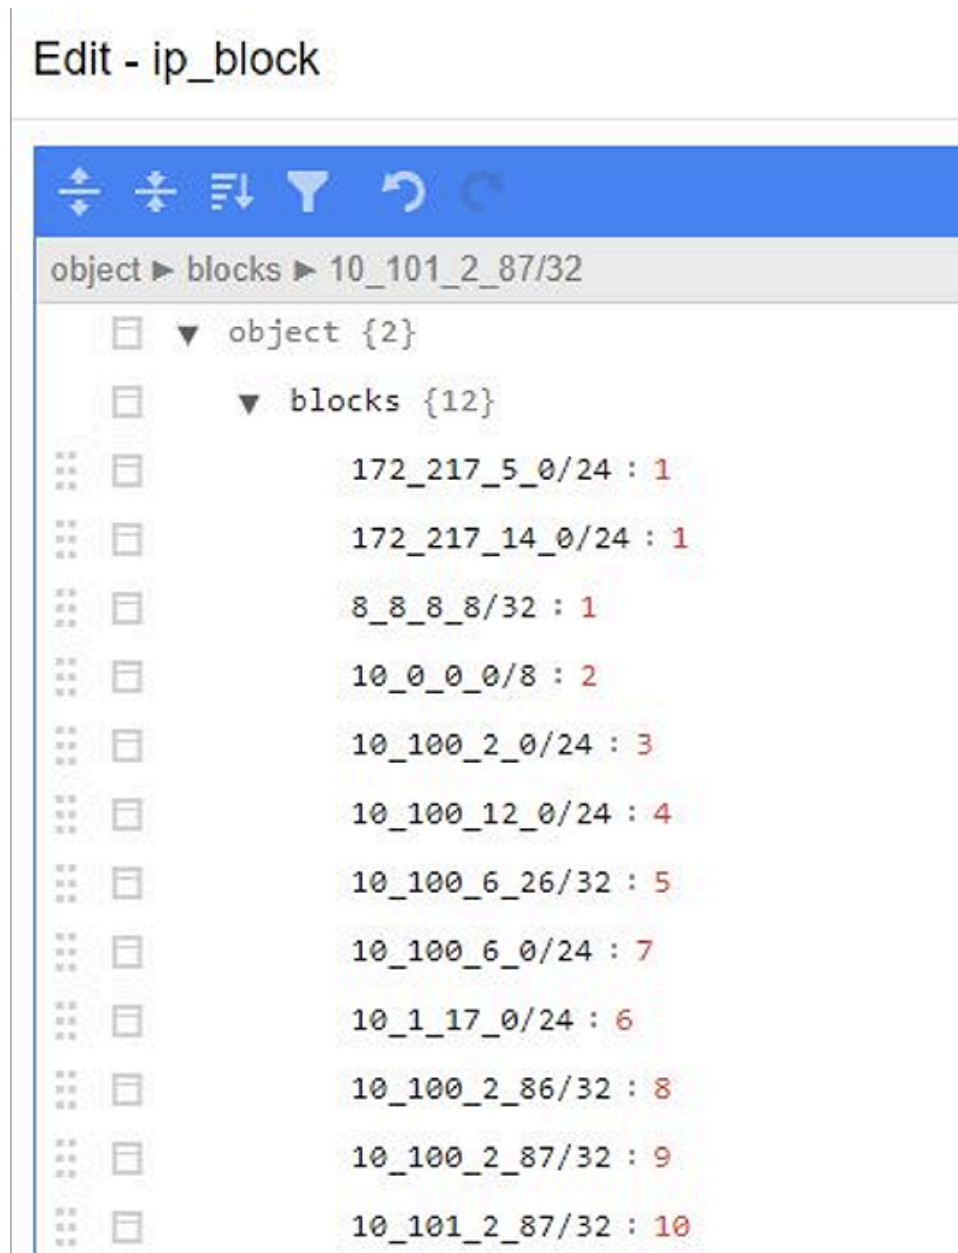 Edit - ip_block
object ► blocks ► 10_101_2_87/32
▼ object {2}
▼ blocks {12}
172_217_5_0/24 : 1
172_217_14_0/24 : 1
8_8_8_8/32 : 1
10_0_0_0/8 : 2
10_100_2_0/24 : 3
10_100_12_0/24 : 4
10_100_6_26/32 : 5
10_100_6_0/24 : 7
10_1_17_0/24 : 6
10_100_2_86/32 : 8
10_100_2_87/32 : 9
10_101_2_87/32 : 10